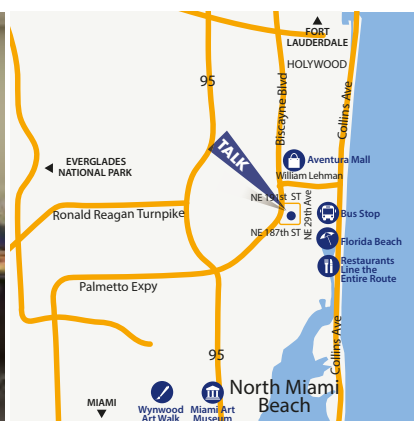 FORT
LAUDERDALE
HOLYWOOD
95
Biscayne Blvd
Collins Ave
TALK
Aventura Mall
William Lehman
EVERGLADES
NATIONAL PARK
NE 191st ST
NE 29th Ave
Ronald Reagan Turnpike
Bus Stop
NE 187th ST
Florida Beach
Restaurants
Line the
Entire Route
Palmetto Expy
Collins Ave
95
North Miami
Beach
MIAMI
Wynwood
Art Walk
Miami Art
Museum